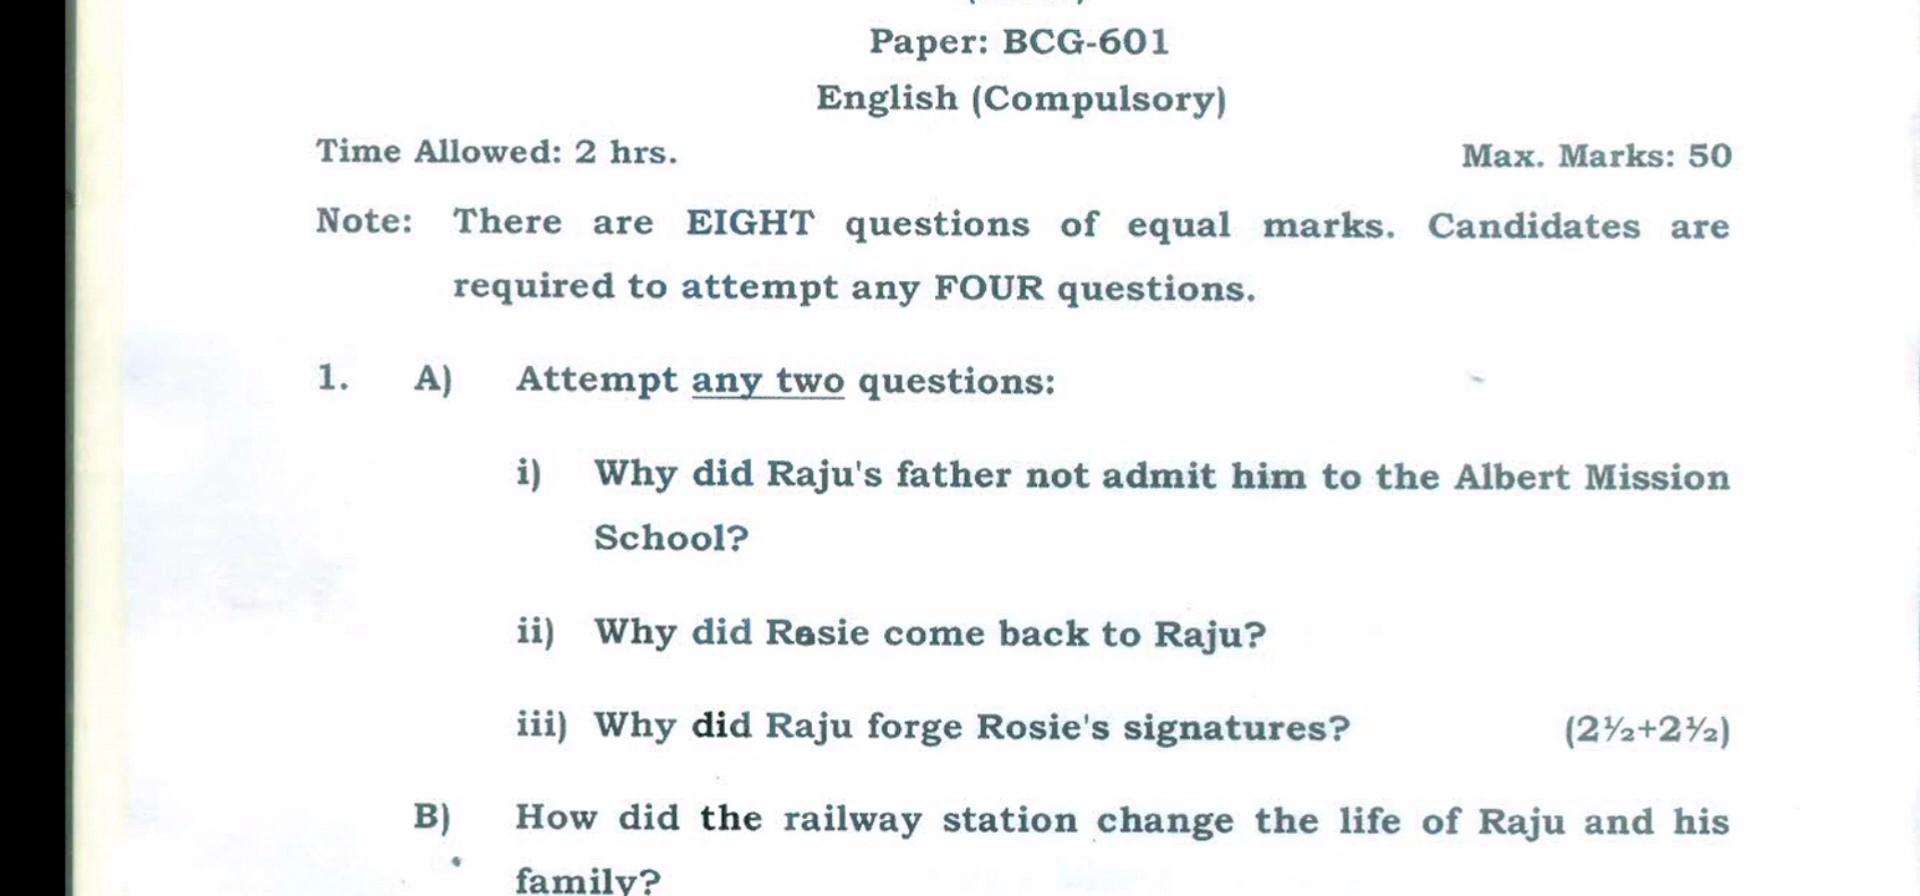 Paper: BCG-601
English (Compulsory)
Time Allowed: 2 hrs. Max. Marks: 50
Note: There are EIGHT questions of equal marks. Candidates are
required to attempt any FOUR questions.
1. A) Attempt any two questions:
i) Why did Raju's father not admit him to the Albert Mission
School?
ii) Why did Rosie come back to Raju?
iii) Why did Raju forge Rosie's signatures? (2½+2½)
B) How did the railway station change the life of Raju and his
family?